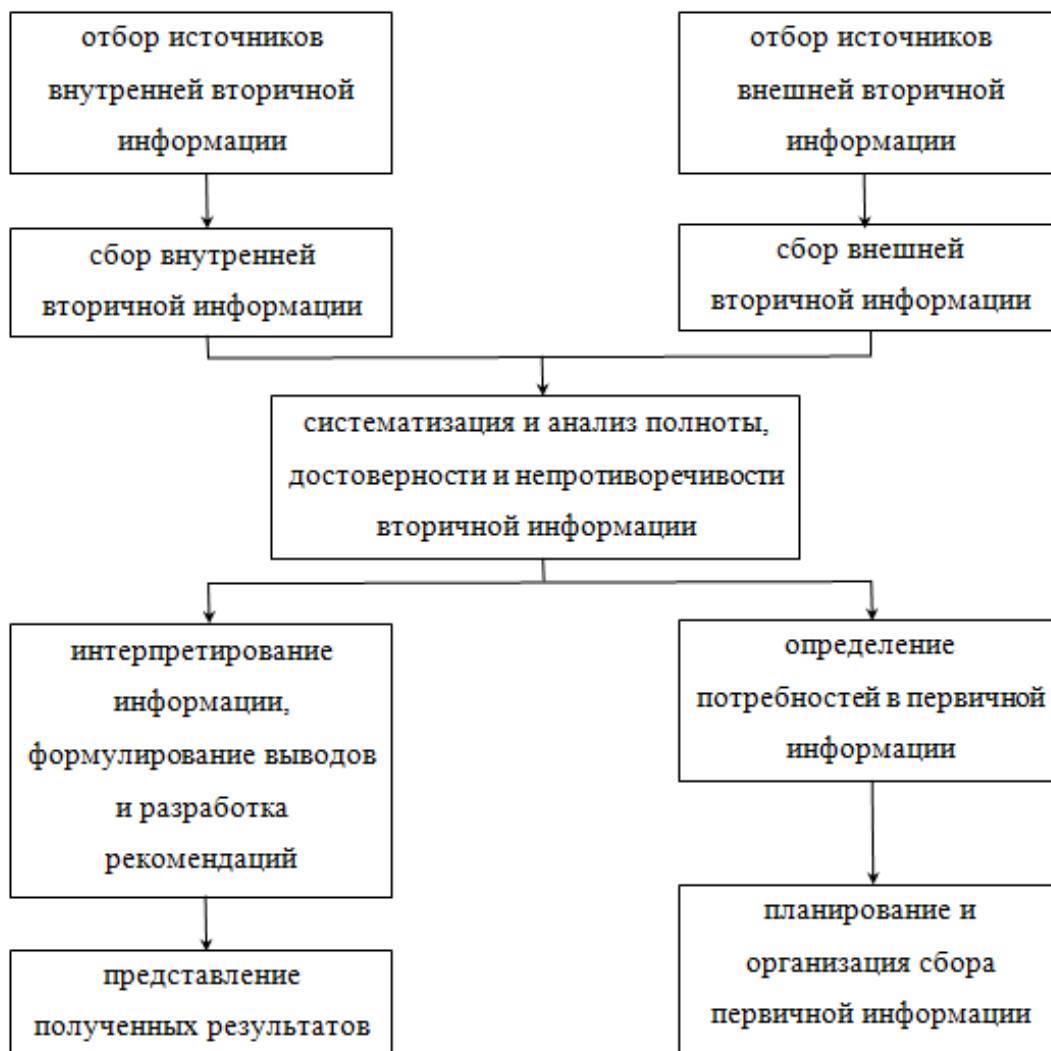 отбор источников
внутренней вторичной
информации
отбор источников
внешней вторичной
информации
сбор внутренней
вторичной информации
сбор внешней
вторичной информации
систематизация и анализ полноты,
достоверности и непротиворечивости
вторичной информации
интерпретирование
информации,
формулирование выводов
и разработка
рекомендаций
определение
потребностей в первичной
информации
представление
полученных результатов
планирование и
организация сбора
первичной информации